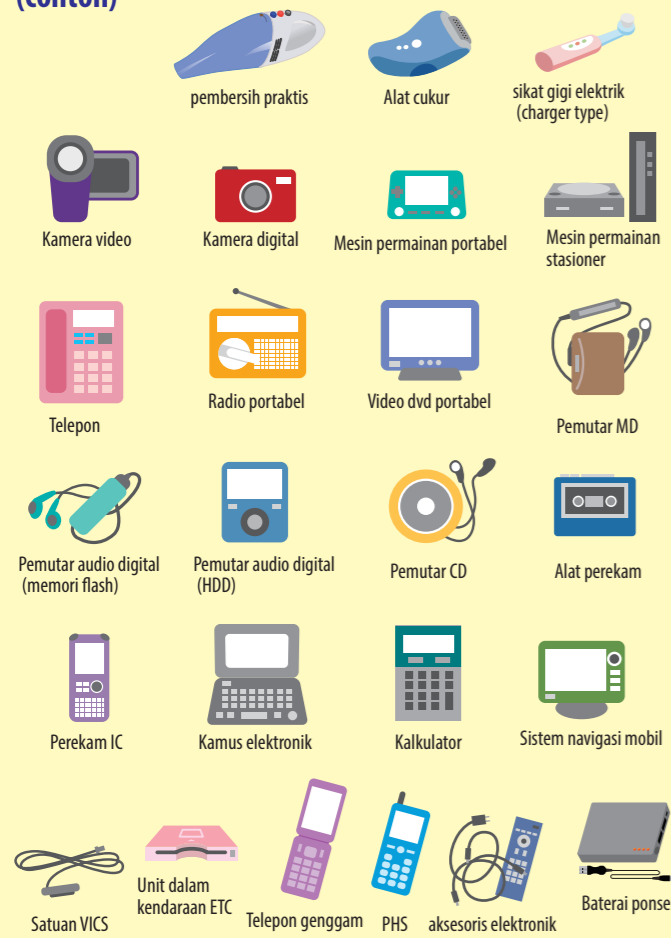 (contoh)
pembersih praktis
Alat cukur
sikat gigi elektrik
(charger type)
Kamera video
Kamera digital
Mesin permainan portabel
Mesin permainan
stasioner
Telepon
Radio portabel
Video dvd portabel
Pemutar MD
Pemutar audio digital
(memori flash)
Pemutar audio digital
(HDD)
Pemutar CD
Alat perekam
Perekam IC
Kamus elektronik
Kalkulator
Sistem navigasi mobil
Satuan VICS
Unit dalam
kendaraan ETC
Telepon genggam
PHS
aksesoris elektronik
Baterai ponse